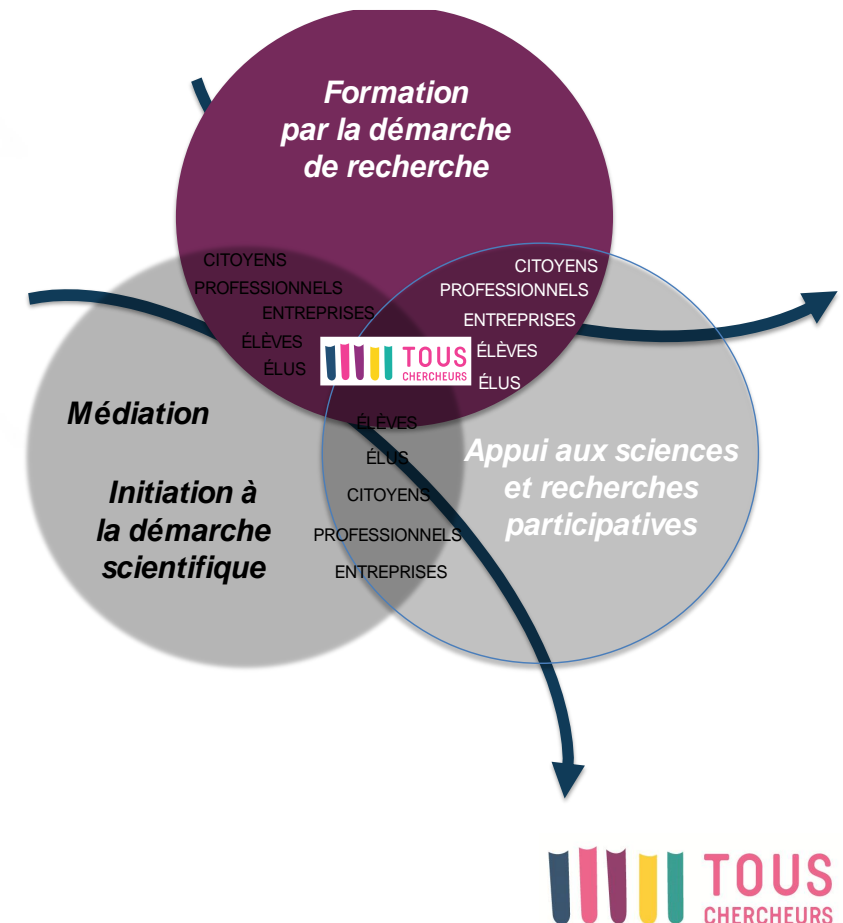 Formation
par la démarche
de recherche
CITOYENS
PROFESSIONNELS
ENTREPRISES
ÉLÈVES
ÉLUS
CITOYENS
PROFESSIONNELS
ENTREPRISES
ÉLÈVES
ÉLUS
TOUS
CHERCHEURS
Médiation
Initiation à
la démarche
scientifique
ÉLÈVES
ÉLUS
CITOYENS
PROFESSIONNELS
ENTREPRISES
Appui aux sciences
et recherches
participatives
TOUS
CHERCHEURS